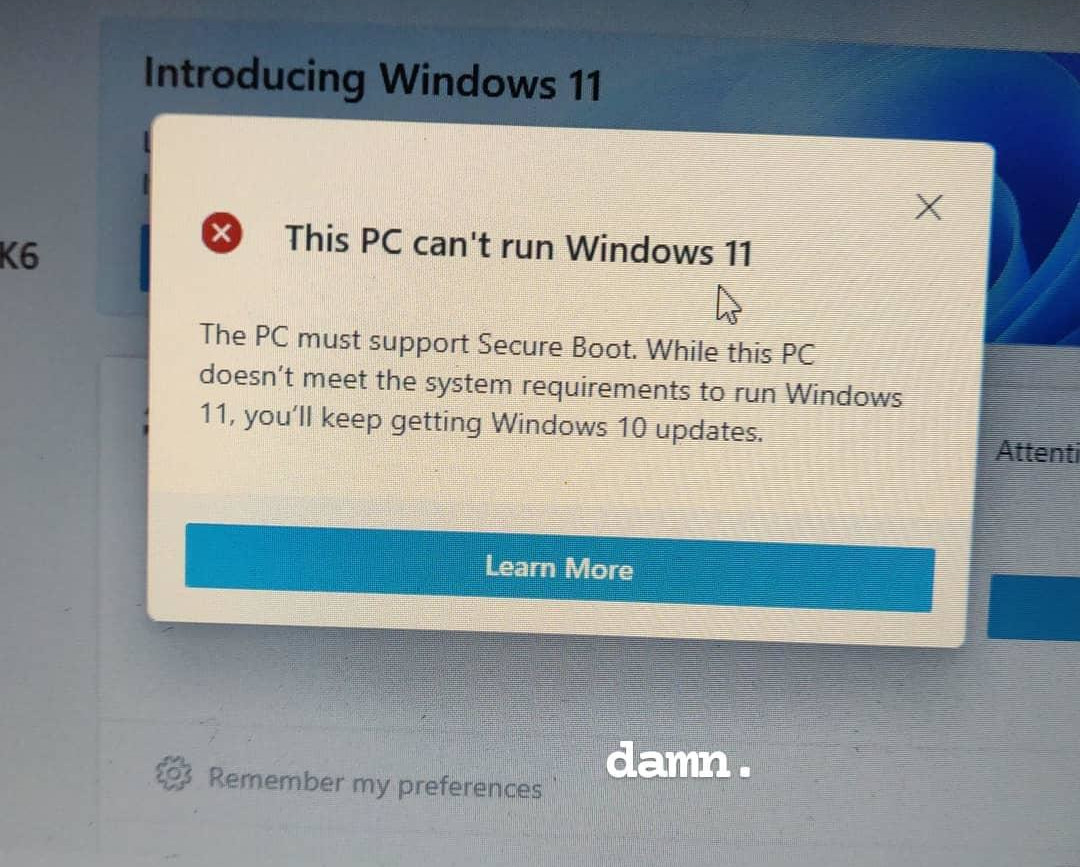 Introducing Windows 11
K6
This PC can't run Windows 11
The PC must support Secure Boot. While this PC
doesn't meet the system requirements to run Windows
11, you'll keep getting Windows 10 updates.
Attenti
Learn More
Remember my preferences
damn.